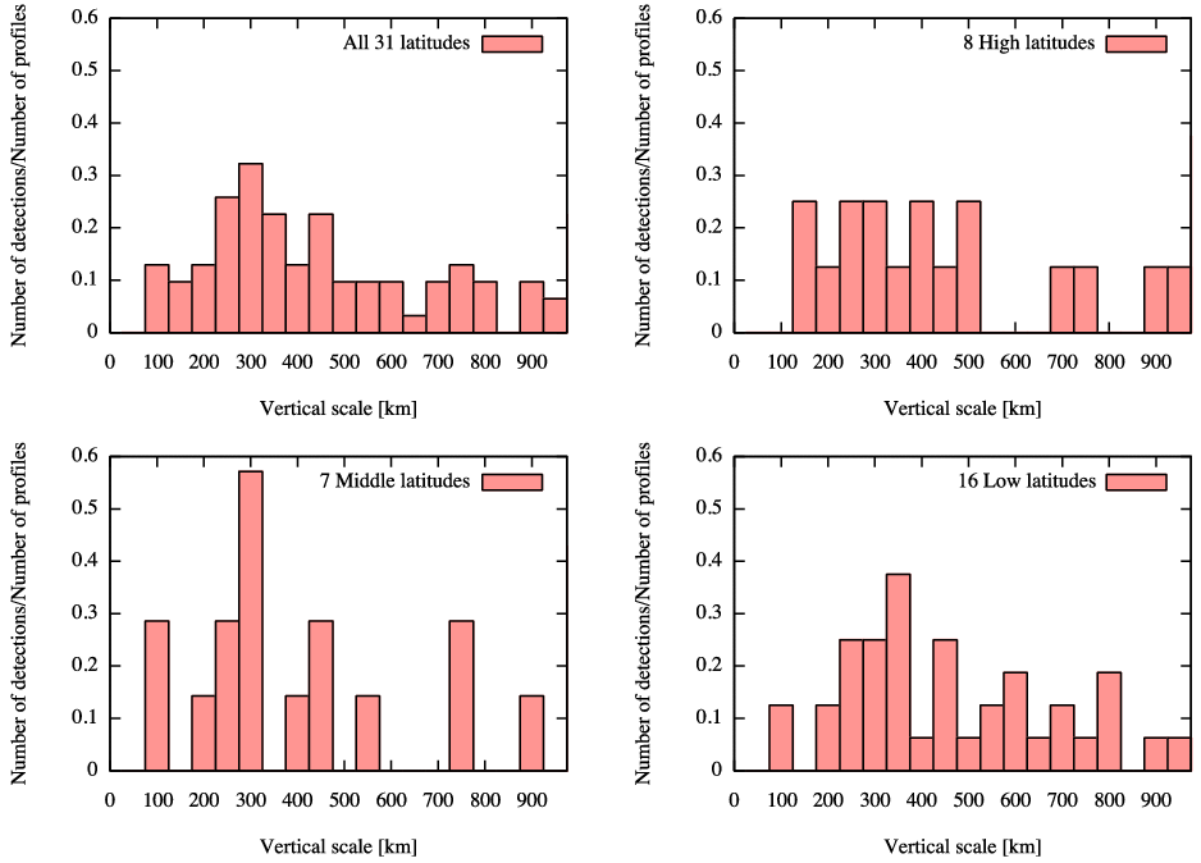 Number of detections/Number of profiles
0.6
0.5
0.4
0.3
0.2
0.1
0
All 31 latitudes
0 100 200 300 400 500 600 700 800 900
Vertical scale [km]
Number of detections/Number of profiles
0.6
0.5
0.4
0.3
0.2
0.1
0
8 High latitudes
0 100 200 300 400 500 600 700 800 900
Vertical scale [km]
Number of detections/Number of profiles
0.6
0.5
0.4
0.3
0.2
0.1
0
7 Middle latitudes
0 100 200 300 400 500 600 700 800 900
Vertical scale [km]
Number of detections/Number of profiles
0.6
0.5
0.4
0.3
0.2
0.1
0
16 Low latitudes
0 100 200 300 400 500 600 700 800 900
Vertical scale [km]